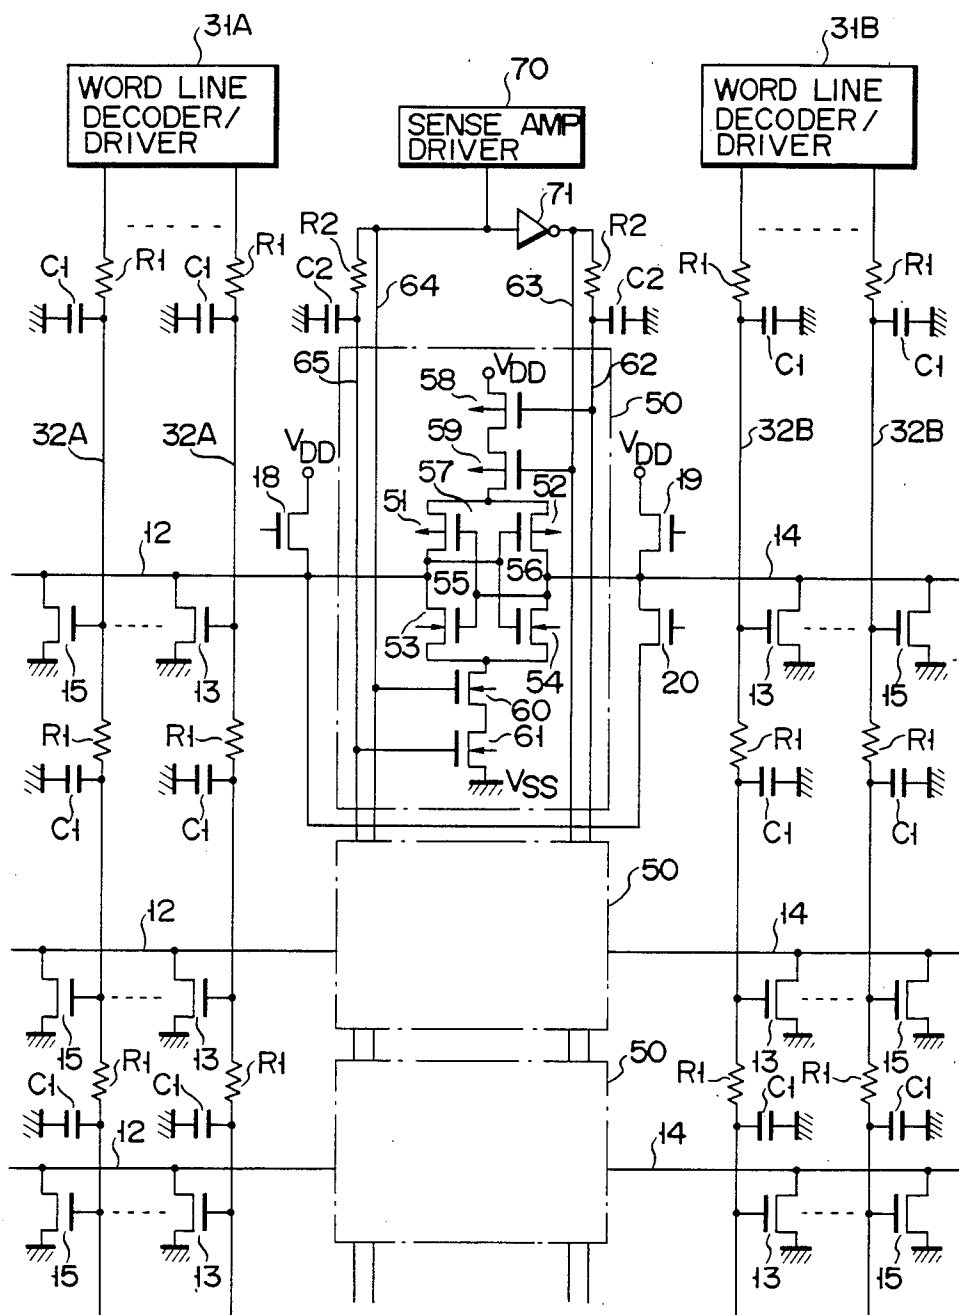 31A 31B
WORD LINE
DECODER/
DRIVER
70
SENSE AMP
DRIVER
WORD LINE
DECODER/
DRIVER
71
R2 R2
C1 R1 C1 R1 C2 64 63 C2 R1 R1
C1 C1
65 VDD 62
58 50
32A 32A 59 32B 32B
VDD VDD
18 57 19
51 52
12 14
55 56
15 13 53 54 20 13 15
60
R1 R1 61 R1 R1
VSS
C1 C1 C1 C1
50
12 14
15 13 13 15
R1 R1 50 R1 R1
C1 C1 C1 C1
12 14
15 13 13 15